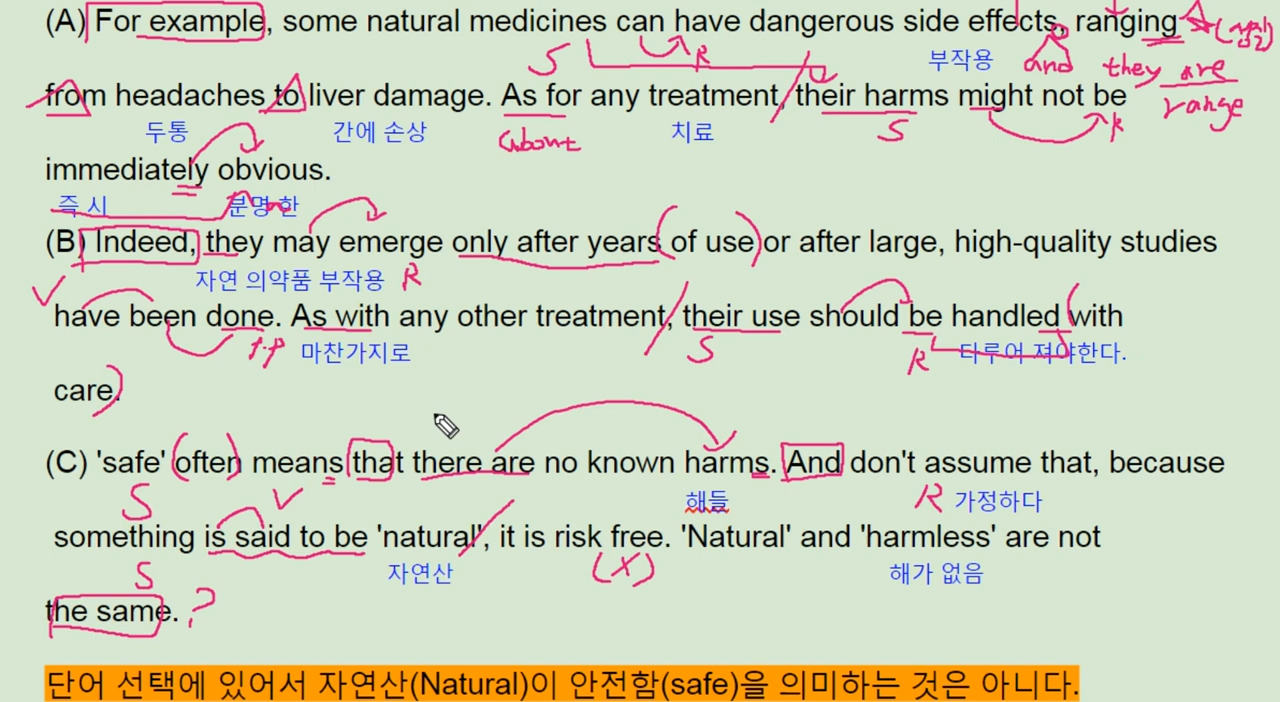 (A) For example, some natural medicines can have dangerous side effects, ranging (생략)
S R 부작용 and they are
from headaches to liver damage. As for any treatment, their harms might not be
두통 간에 손상 about 치료 S R range
immediately obvious.
즉 시 분명 한
(B) Indeed, they may emerge only after years of use or after large, high-quality studies
자연 의약품 부작용 R
have been done. As with any other treatment, their use should be handled with
p.p 마찬가지로 S R 다루어 져야한다.
care.
(C) 'safe' often means that there are no known harms. And don't assume that, because
S V 해들 R 가정하다
something is said to be 'natural', it is risk free. 'Natural' and 'harmless' are not
S 자연산 (X) 해가 없음
the same. ?
단어 선택에 있어서 자연산(Natural)이 안전함(safe)을 의미하는 것은 아니다.